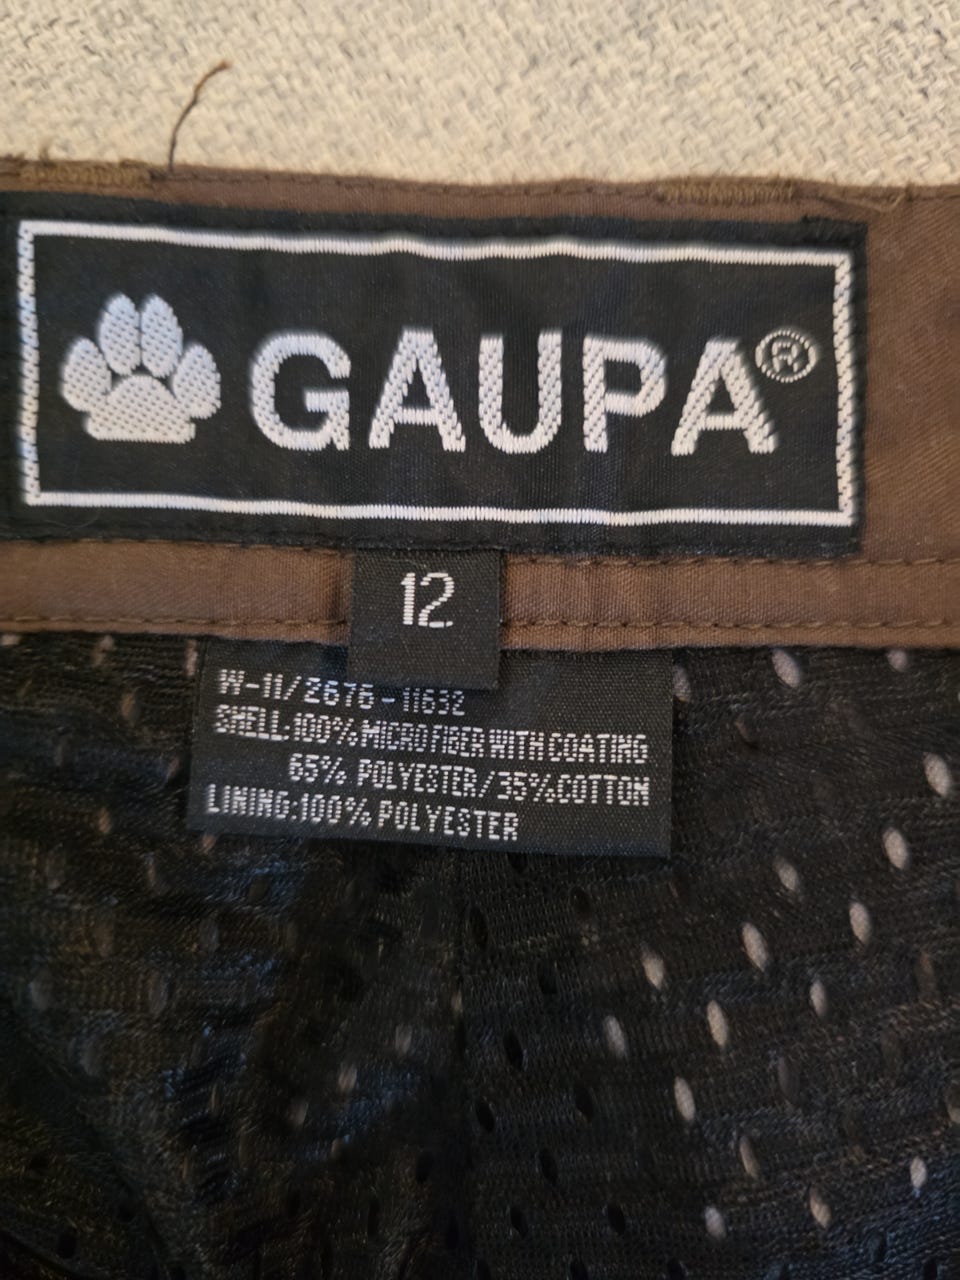 GAUPA®
12
W-11/2676-11632
SHELL:100% MICRO FIBER WITH COATING
65% POLYESTER/35%COTTON
LINING:100% POLYESTER